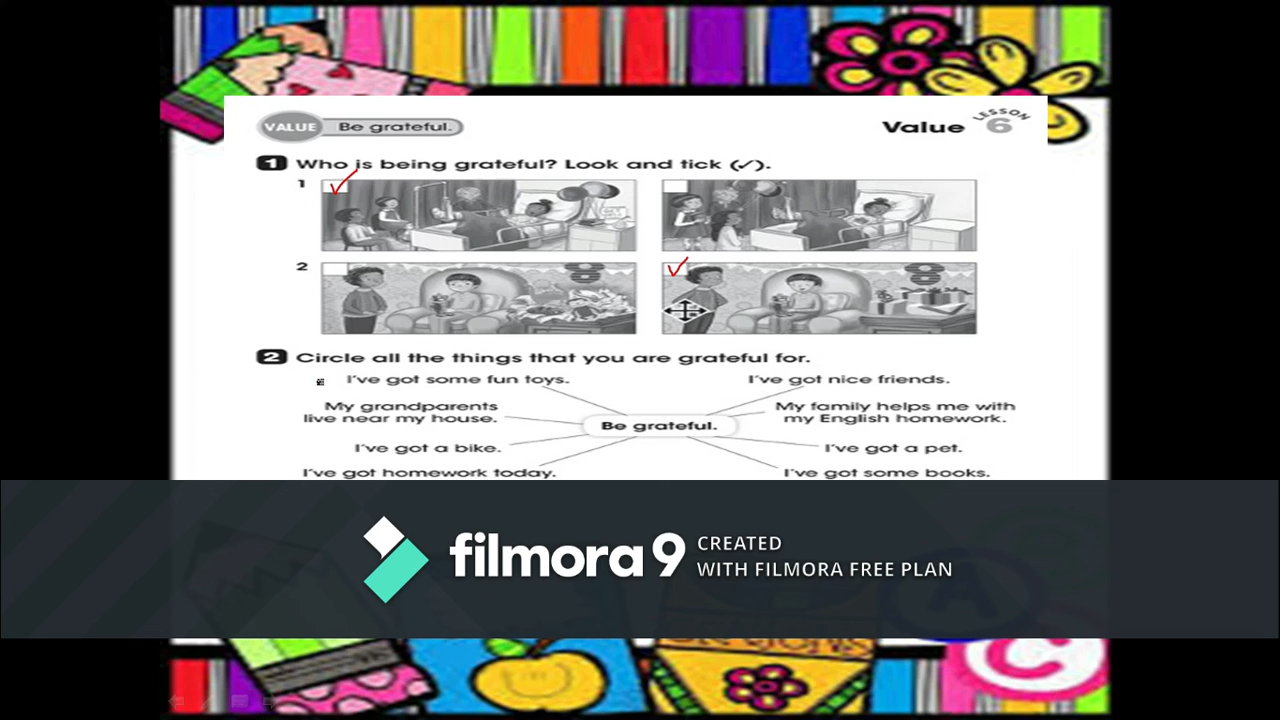 VALUE Be grateful.
Value LESSON 6
1 Who is being grateful? Look and tick (✓).
1
2
2 Circle all the things that you are grateful for.
I've got some fun toys.
I've got nice friends.
My grandparents
live near my house.
My family helps me with
my English homework.
Be grateful.
I've got a bike.
I've got a pet.
I've got homework today.
I've got some books.
filmora9
CREATED
WITH FILMORA FREE PLAN
A
C